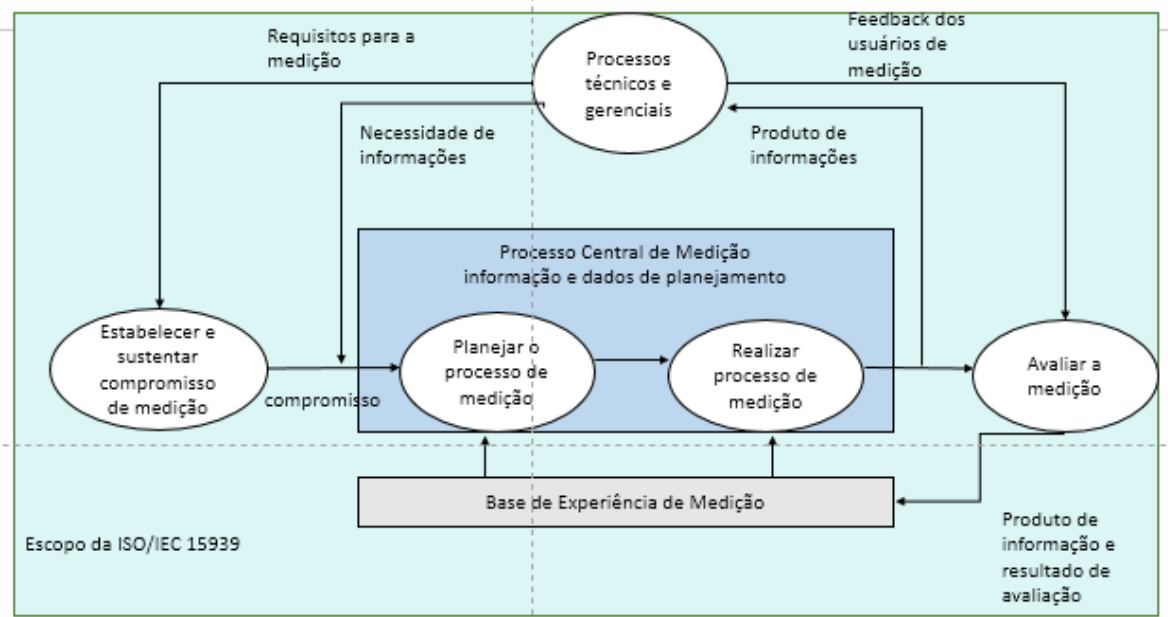 Requisitos para a
medição
Processos
técnicos e
gerenciais
Feedback dos
usuários de
medição
Necessidade de
informações
Produto de
informações
Processo Central de Medição
informação e dados de planejamento
Estabelecer e
sustentar
compromisso
de medição
compromisso
Planejar o
processo de
medição
Realizar
processo de
medição
Avaliar a
medição
Base de Experiência de Medição
Escopo da ISO/IEC 15939
Produto de
informação e
resultado de
avaliação